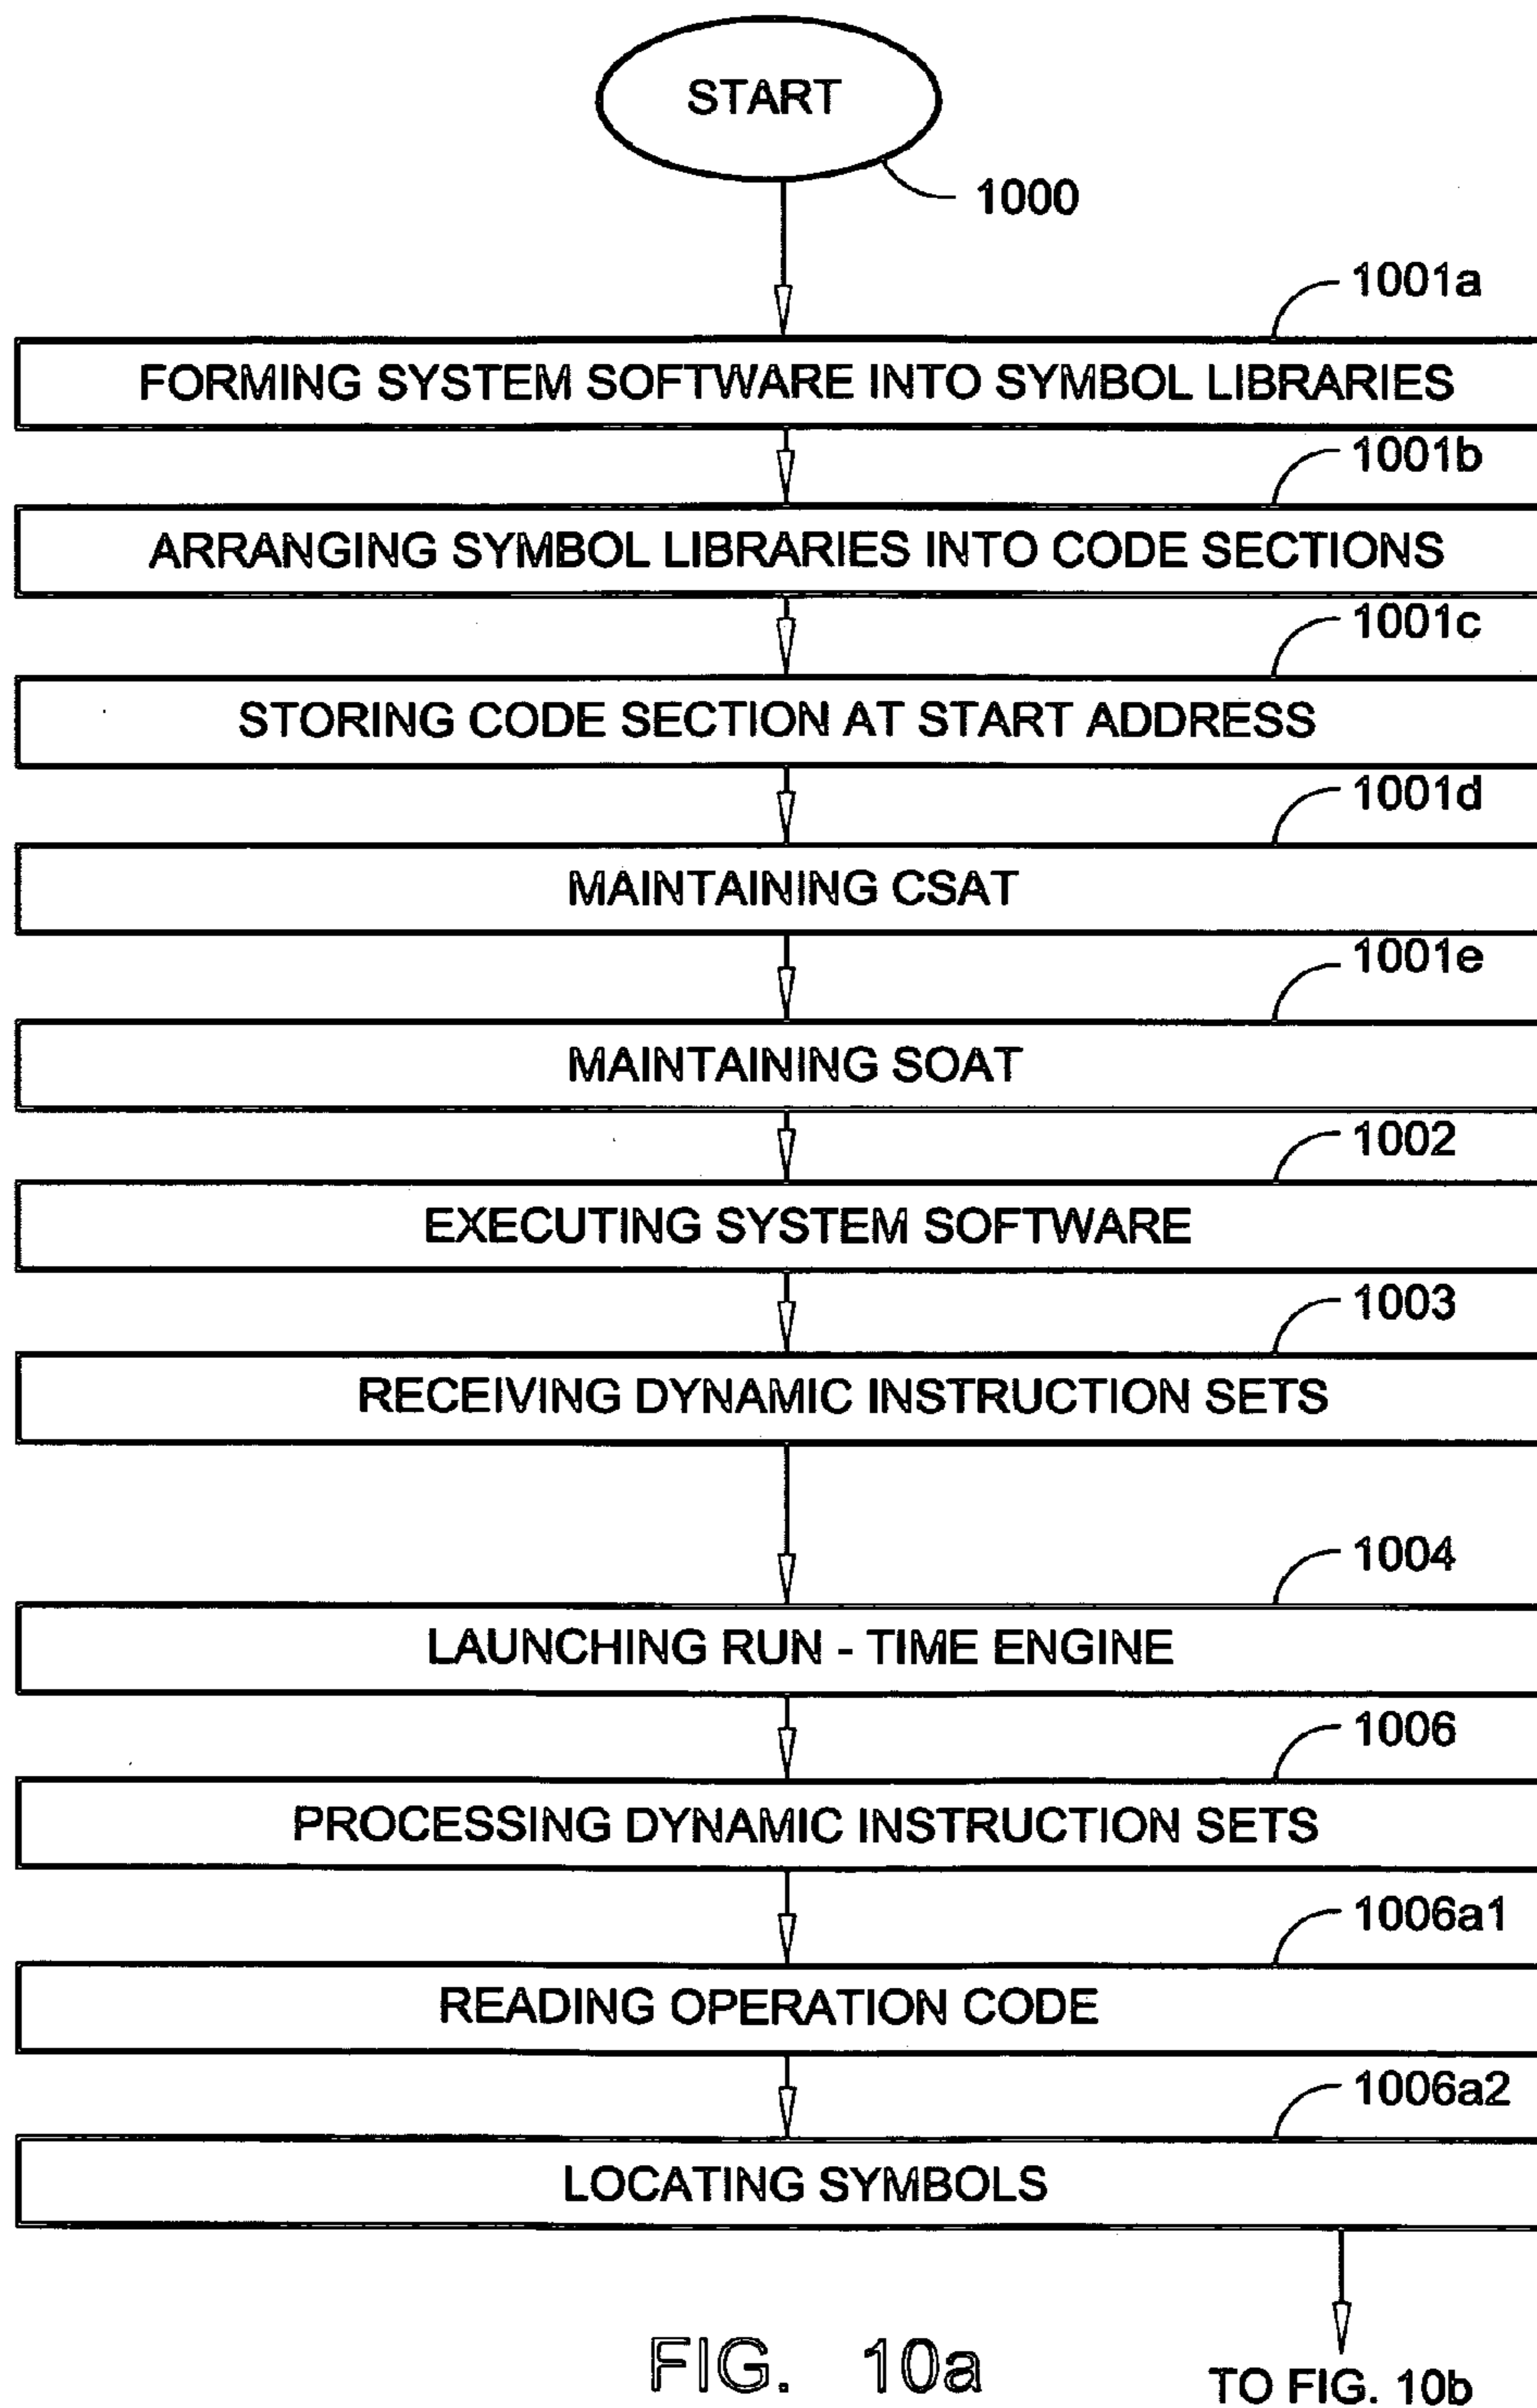 START
1000
1001a
FORMING SYSTEM SOFTWARE INTO SYMBOL LIBRARIES
1001b
ARRANGING SYMBOL LIBRARIES INTO CODE SECTIONS
1001c
STORING CODE SECTION AT START ADDRESS
1001d
MAINTAINING CSAT
1001e
MAINTAINING SOAT
1002
EXECUTING SYSTEM SOFTWARE
1003
RECEIVING DYNAMIC INSTRUCTION SETS
1004
LAUNCHING RUN - TIME ENGINE
1006
PROCESSING DYNAMIC INSTRUCTION SETS
1006a1
READING OPERATION CODE
1006a2
LOCATING SYMBOLS
FIG. 10a
TO FIG. 10b